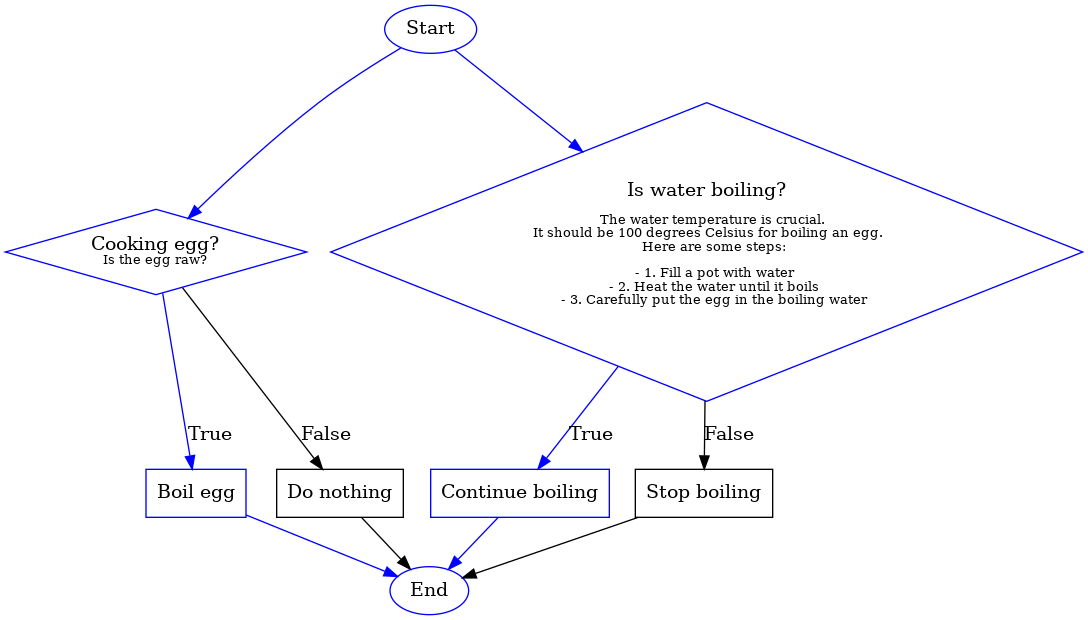 Start
Cooking egg?
Is the egg raw?
Is water boiling?
The water temperature is crucial.
It should be 100 degrees Celsius for boiling an egg.
Here are some steps:
- 1. Fill a pot with water
- 2. Heat the water until it boils
- 3. Carefully put the egg in the boiling water
True
False
True
False
Boil egg
Do nothing
Continue boiling
Stop boiling
End